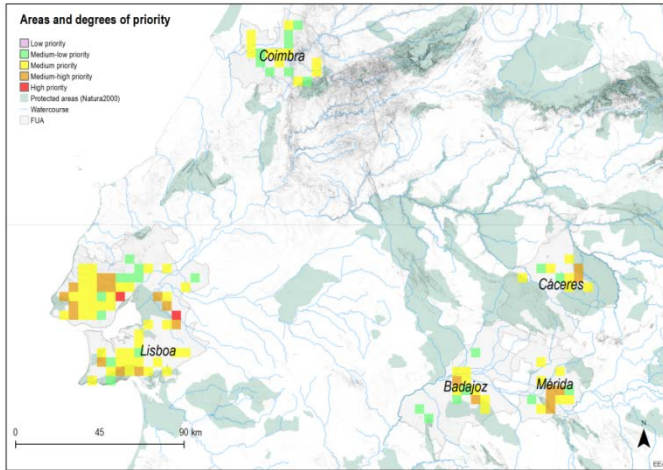 Areas and degrees of priority
Low priority
Medium-low priority
Medium priority
Medium-high priority
High priority
Protected areas (Natura2000)
Watercourse
FUA
Coimbra
Cáceres
Lisboa
Badajoz
Mérida
0 45 90 km
N
EEA